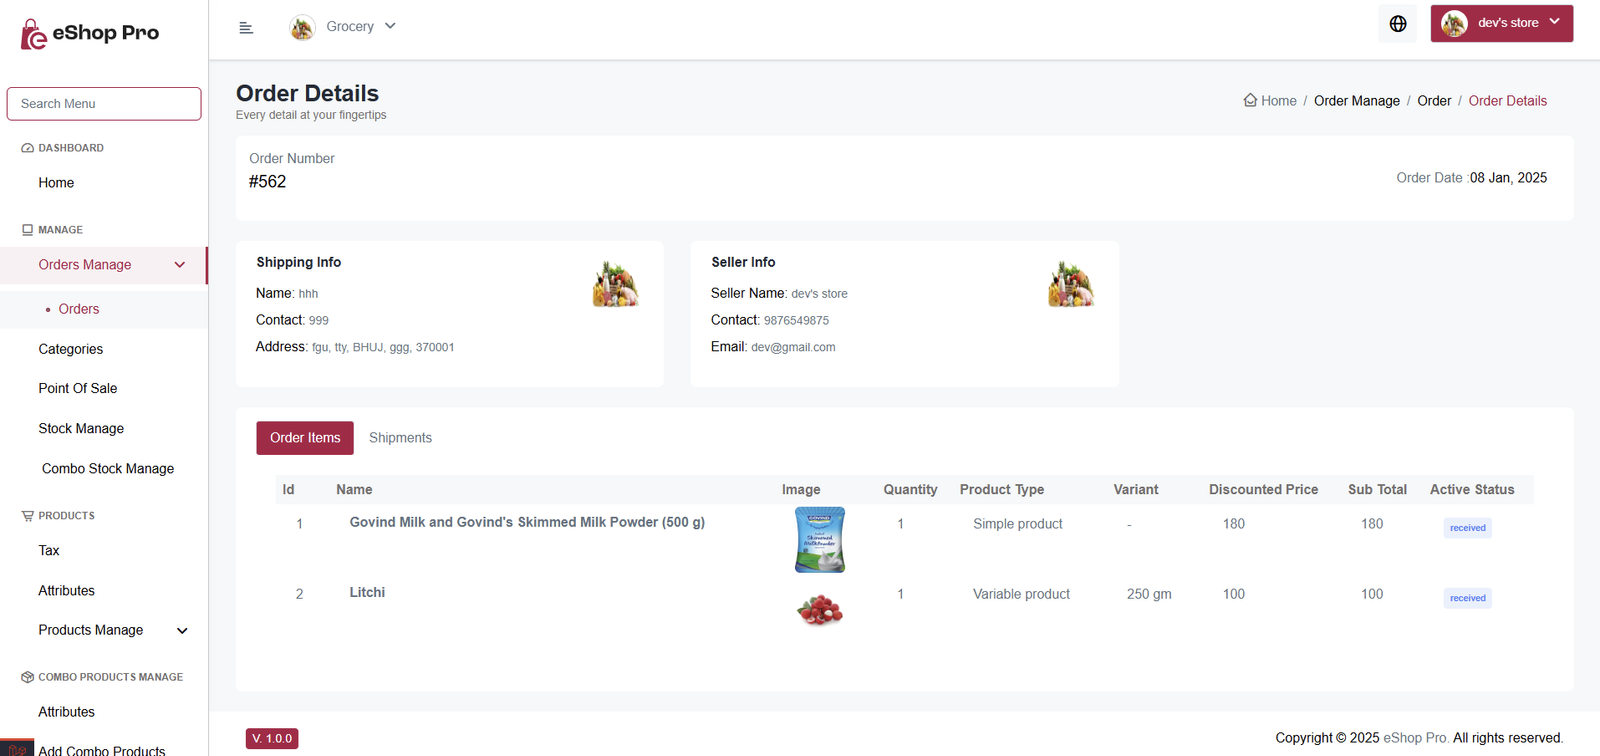 eShop Pro
Grocery
dev's store
Search Menu
DASHBOARD
Home
MANAGE
Orders Manage
Orders
Categories
Point Of Sale
Stock Manage
Combo Stock Manage
PRODUCTS
Tax
Attributes
Products Manage
COMBO PRODUCTS MANAGE
Attributes
Add Combo Products
Order Details
Every detail at your fingertips
Home / Order Manage / Order / Order Details
Order Number
#562
Order Date :08 Jan, 2025
Shipping Info
Name: hhh
Contact: 999
Address: fgu, tty, BHUJ, ggg, 370001
Seller Info
Seller Name: dev's store
Contact: 9876549875
Email: dev@gmail.com
Order Items Shipments
Id Name Image Quantity Product Type Variant Discounted Price Sub Total Active Status
1 Govind Milk and Govind's Skimmed Milk Powder (500 g) 1 Simple product - 180 180 received
GOVIND
Skimmed
Milk Powder
2 Litchi 1 Variable product 250 gm 100 100 received
V. 1.0.0
Copyright © 2025 eShop Pro. All rights reserved.